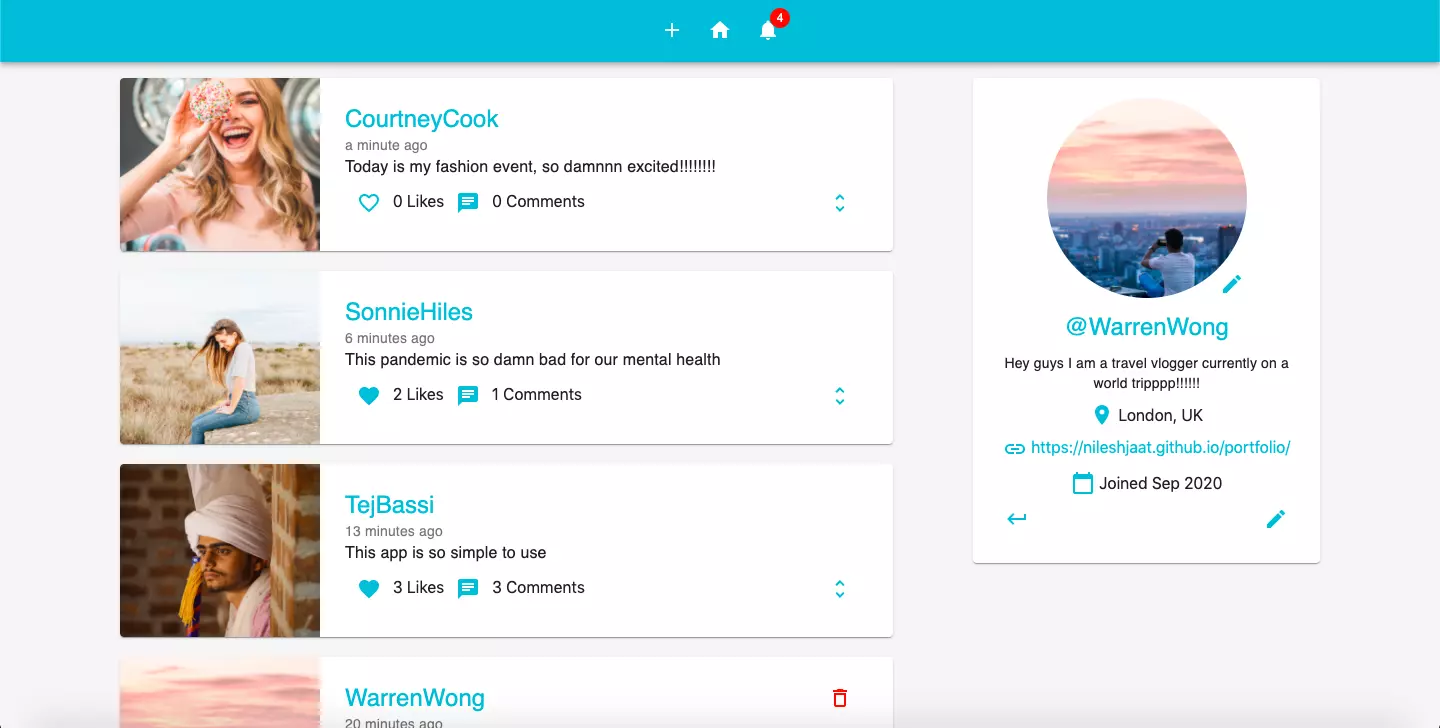 4
CourtneyCook
a minute ago
Today is my fashion event, so damnnn excited!!!!!!!!
0 Likes 0 Comments
SonnieHiles
6 minutes ago
This pandemic is so damn bad for our mental health
2 Likes 1 Comments
TejBassi
13 minutes ago
This app is so simple to use
3 Likes 3 Comments
WarrenWong
20 minutes ago
@WarrenWong
Hey guys I am a travel vlogger currently on a
world tripppp!!!!!!
London, UK
https://nileshjaat.github.io/portfolio/
Joined Sep 2020